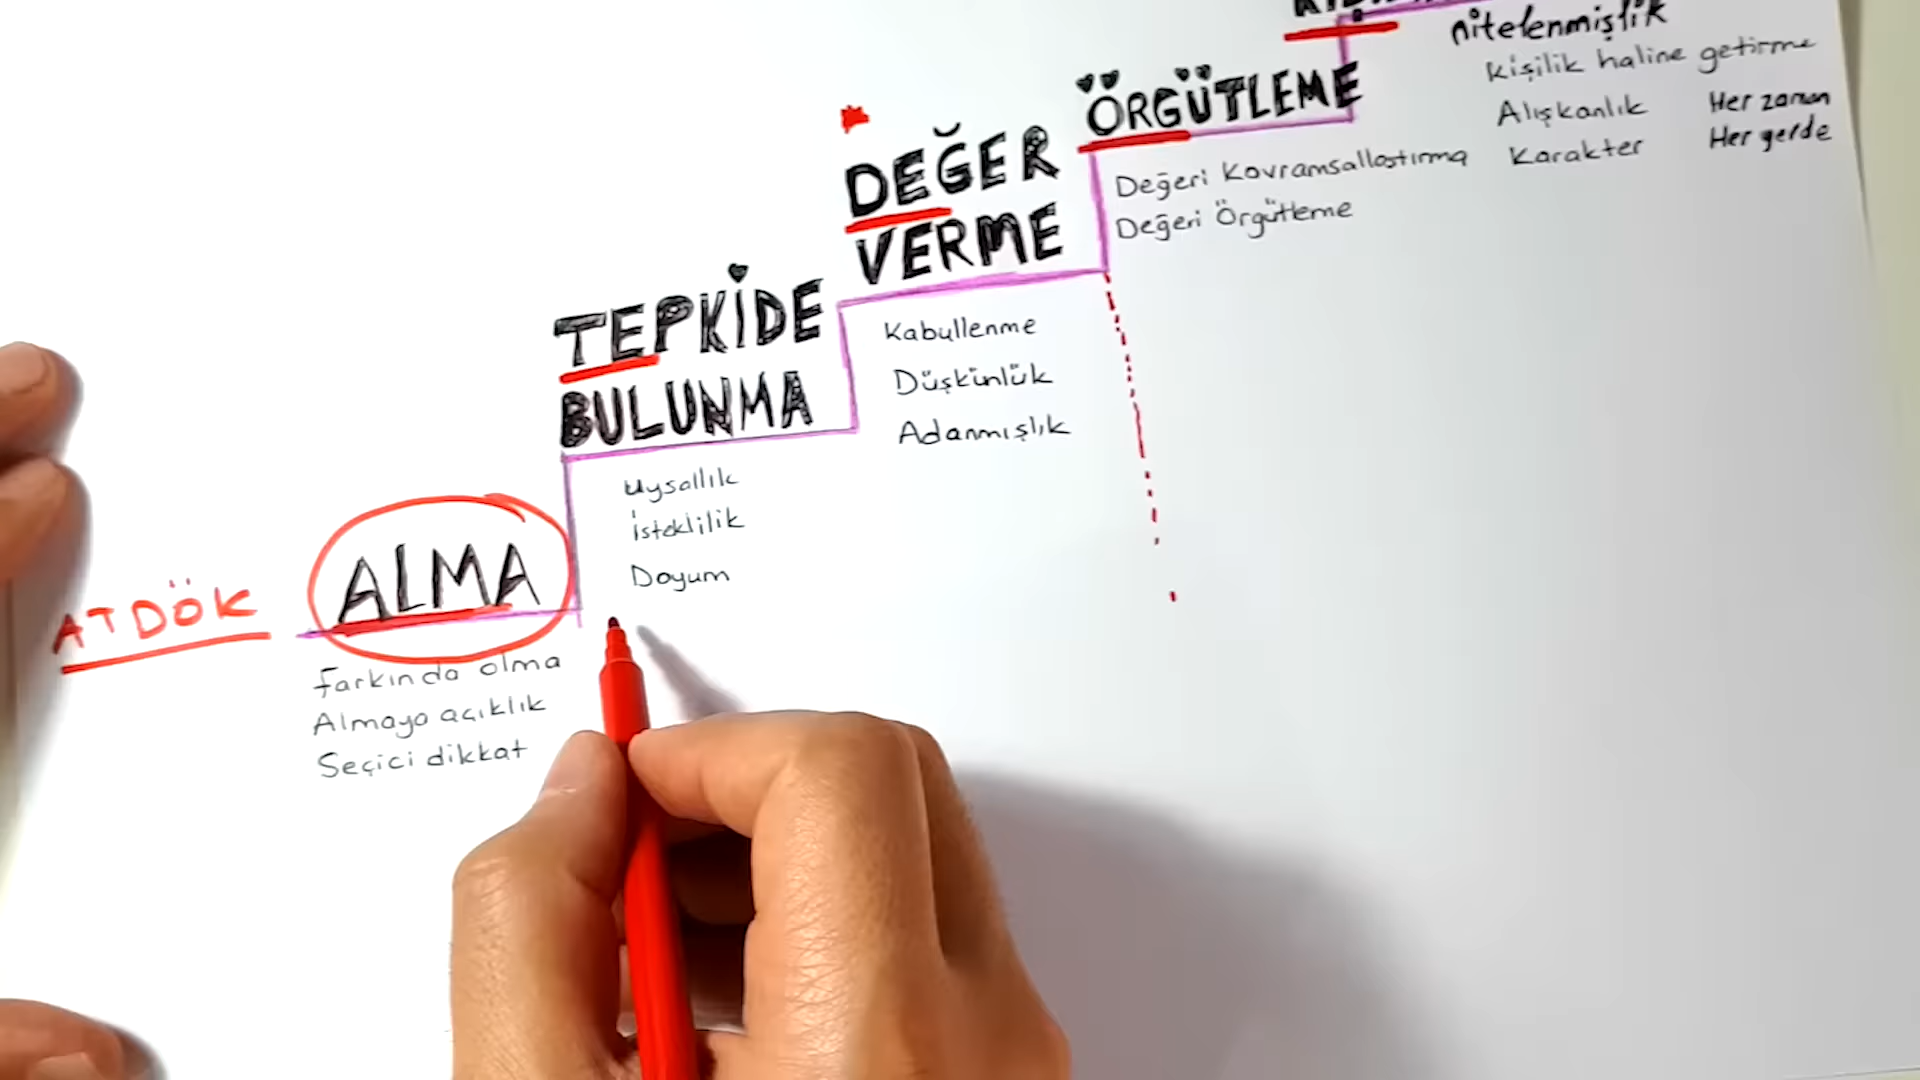 nitelenmişlik
kişilik haline getirme
Alışkanlık
Karakter
Her zaman
Her yerde
ÖRGÜTLEME
Değeri Kavramsallaştırma
Değeri Örgütleme
DEĞER
VERME
Kabullenme
Düşkünlük
Adanmışlık
TEPKİDE
BULUNMA
Uysallık
İsteklilik
Doyum
ATDÖK
ALMA
farkında olma
Almaya açıklık
Seçici dikkat